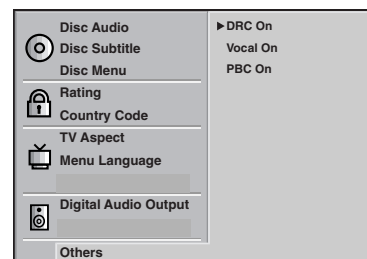 Disc Audio
Disc Subtitle
Disc Menu
Rating
Country Code
TV Aspect
Menu Language
Digital Audio Output
Others
DRC On
Vocal On
PBC On